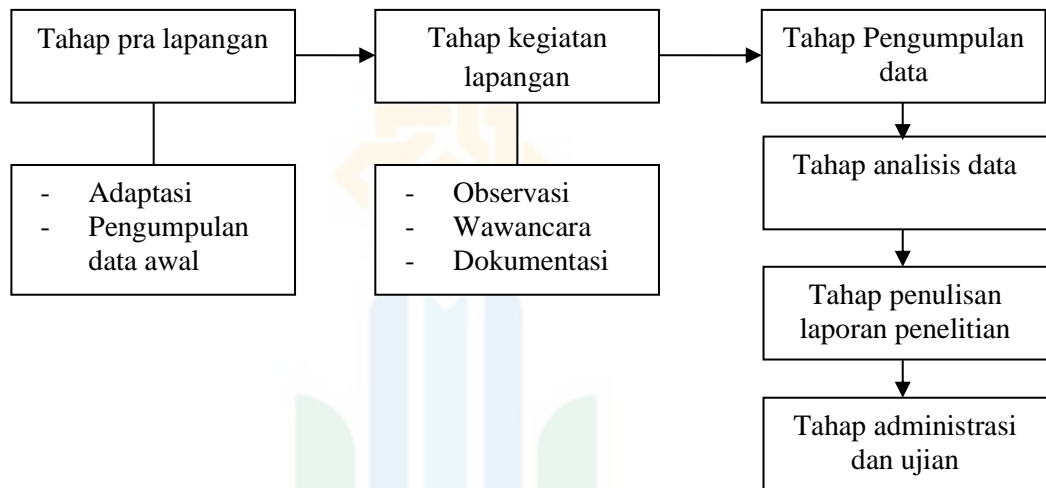 Tahap pra lapangan
Tahap kegiatan
lapangan
Tahap Pengumpulan
data
- Adaptasi
- Pengumpulan
data awal
- Observasi
- Wawancara
- Dokumentasi
Tahap analisis data
Tahap penulisan
laporan penelitian
Tahap administrasi
dan ujian